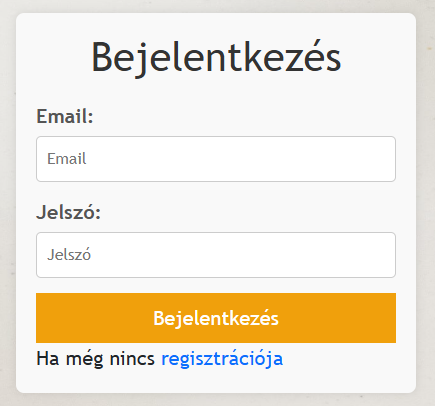 Bejelentkezés
Email:
Email
Jelszó:
Jelszó
Bejelentkezés
Ha még nincs regisztrációja